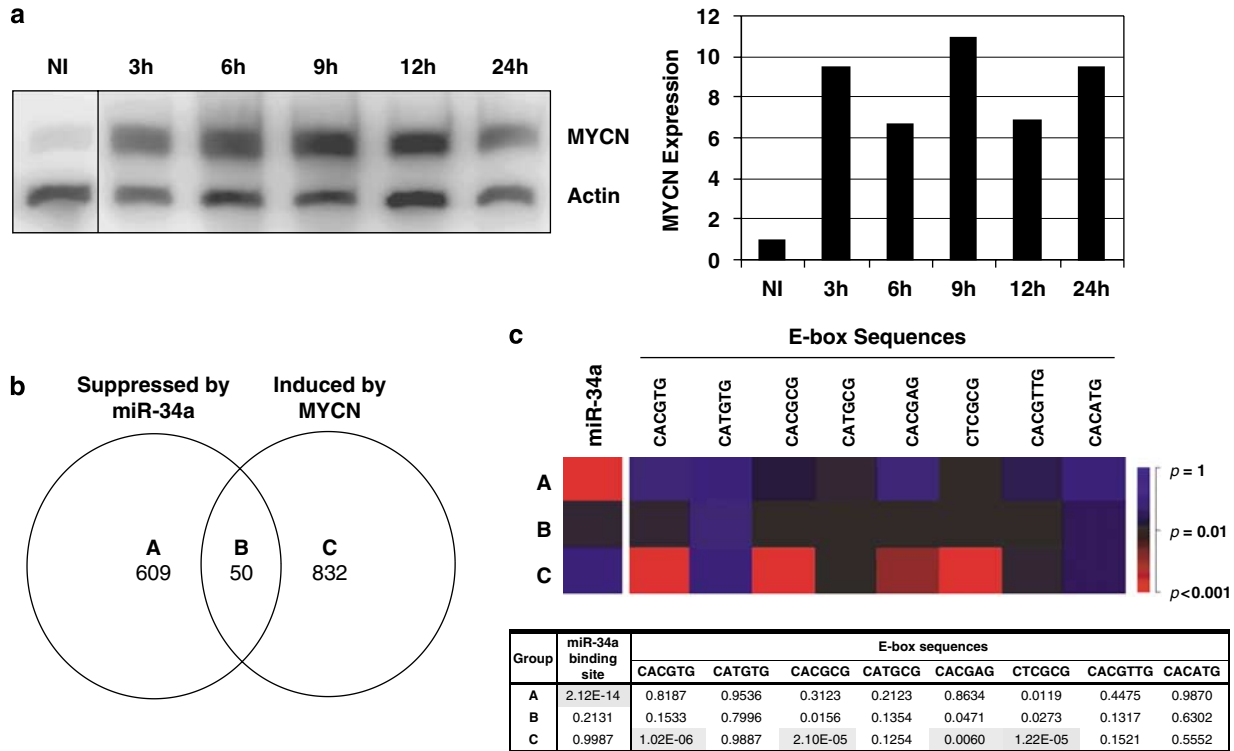 a
NI 3h 6h 9h 12h 24h
MYCN
Actin
MYCN Expression
12
10
8
6
4
2
0
NI 3h 6h 9h 12h 24h
b
Suppressed by miR-34a
Induced by MYCN
A
609
B
50
C
832
c
E-box Sequences
miR-34a CACGTG CATGTG CACGCG CATGCG CACGAG CTCGCG CACGTTG CACATG
A
B
C
p = 1
p = 0.01
p<0.001
Group miR-34a binding site E-box sequences
CACGTG CATGTG CACGCG CATGCG CACGAG CTCGCG CACGTTG CACATG
A 2.12E-14 0.8187 0.9536 0.3123 0.2123 0.8634 0.0119 0.4475 0.9870
B 0.2131 0.1533 0.7996 0.0156 0.1354 0.0471 0.0273 0.1317 0.6302
C 0.9987 1.02E-06 0.9887 2.10E-05 0.1254 0.0060 1.22E-05 0.1521 0.5552